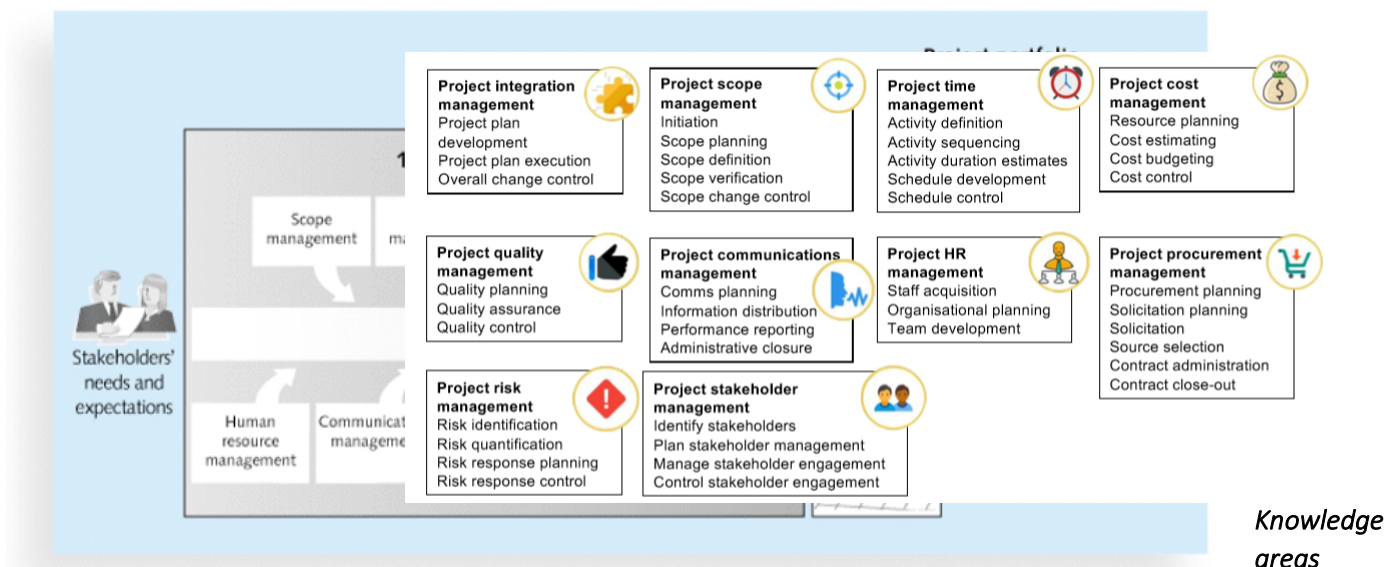 Project integration
management
Project plan
development
Project plan execution
Overall change control
Project scope
management
Initiation
Scope planning
Scope definition
Scope verification
Scope change control
Project time
management
Activity definition
Activity sequencing
Activity duration estimates
Schedule development
Schedule control
Project cost
management
Resource planning
Cost estimating
Cost budgeting
Cost control
Project quality
management
Quality planning
Quality assurance
Quality control
Project communications
management
Comms planning
Information distribution
Performance reporting
Administrative closure
Project HR
management
Staff acquisition
Organisational planning
Team development
Project procurement
management
Procurement planning
Solicitation planning
Solicitation
Source selection
Contract administration
Contract close-out
Project risk
management
Risk identification
Risk quantification
Risk response planning
Risk response control
Project stakeholder
management
Identify stakeholders
Plan stakeholder management
Manage stakeholder engagement
Control stakeholder engagement
Scope
management
Stakeholders'
needs and
expectations
Human
resource
management
Knowledge
areas